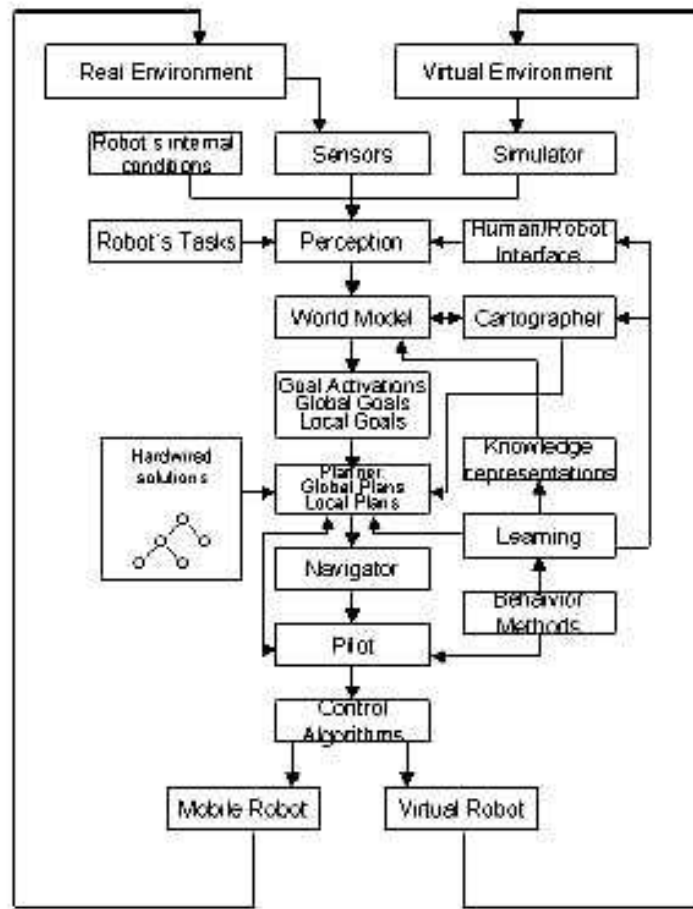 Real Environment
Virtual Environment
Robot's internal
conditions
Sensors
Simulator
Robot's Tasks
Perception
Human/Robot
Interface
World Model
Cartographer
Goal Activations
Global Goals
Local Goals
Hardwired
solutions
Planner
Global Plans
Local Plans
Knowledge
representations
Learning
Navigator
Behavior
Methods
Pilot
Control
Algorithms
Mobile Robot
Virtual Robot